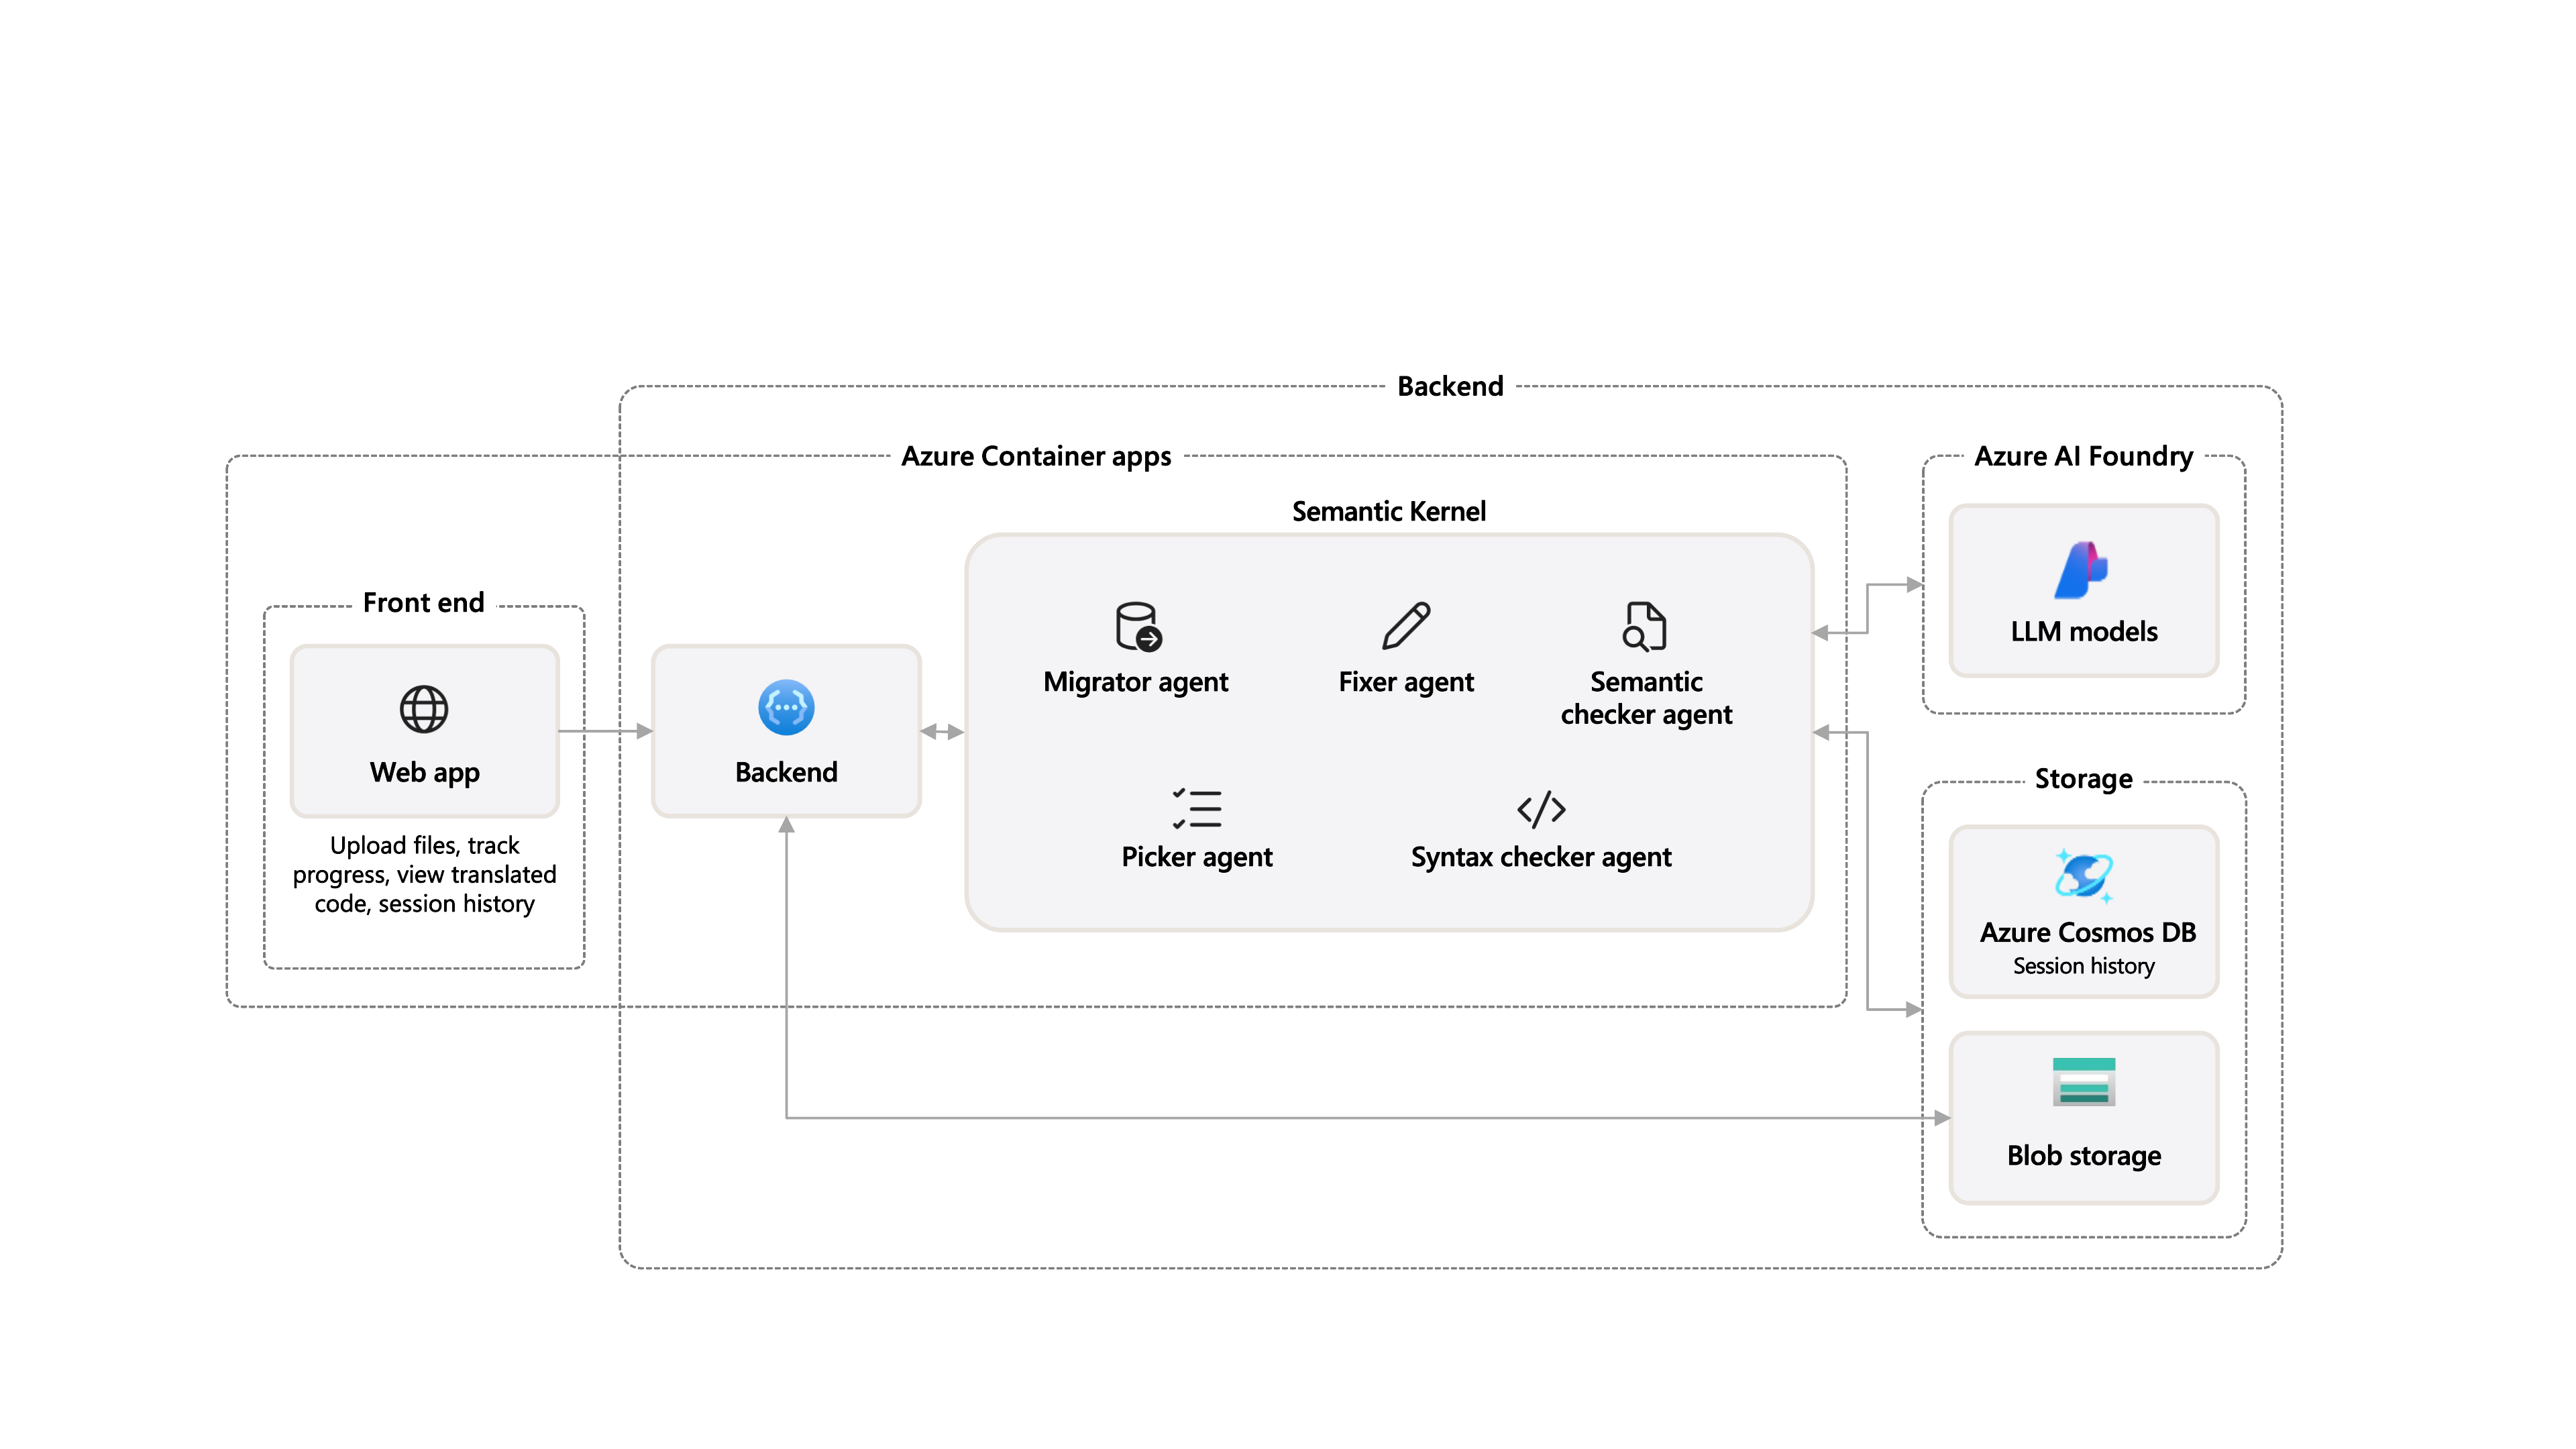 Backend
Azure Container apps
Azure AI Foundry
Semantic Kernel
Front end
Web app
Upload files, track
progress, view translated
code, session history
Backend
Migrator agent
Fixer agent
Semantic
checker agent
Picker agent
Syntax checker agent
LLM models
Storage
Azure Cosmos DB
Session history
Blob storage